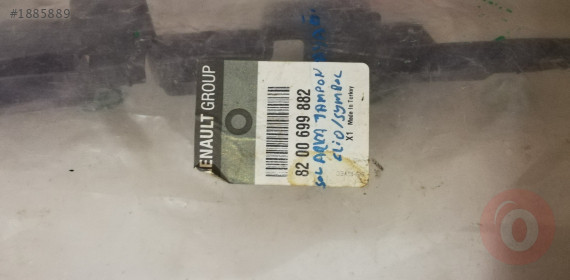 #1885889
RENAULT GROUP
82 00 699 882
X1 Made in Turkey
SOL ARKA TAMPON
CLIO/SYMBOL